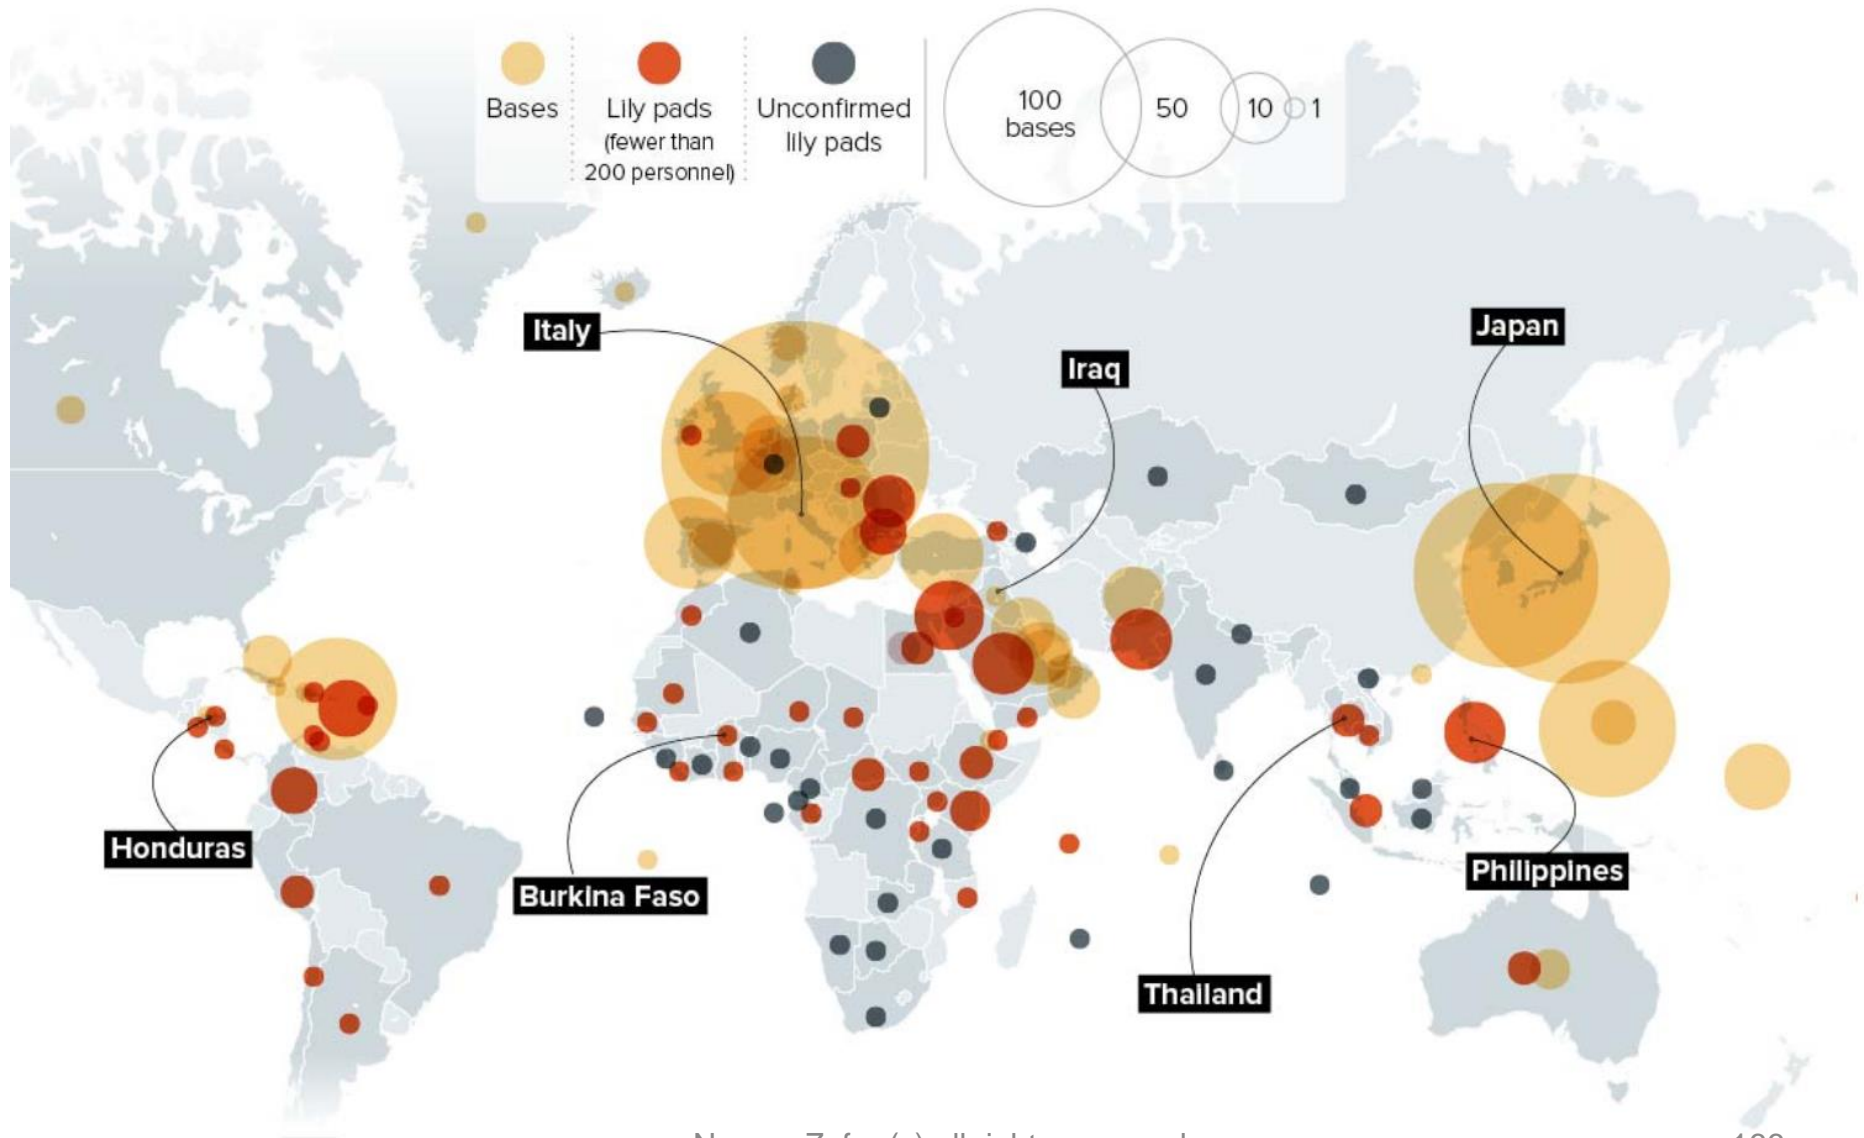 Bases
Lily pads
(fewer than
200 personnel)
Unconfirmed
lily pads
100
bases
50
10
1
Italy
Japan
Iraq
Honduras
Burkina Faso
Philippines
Thailand